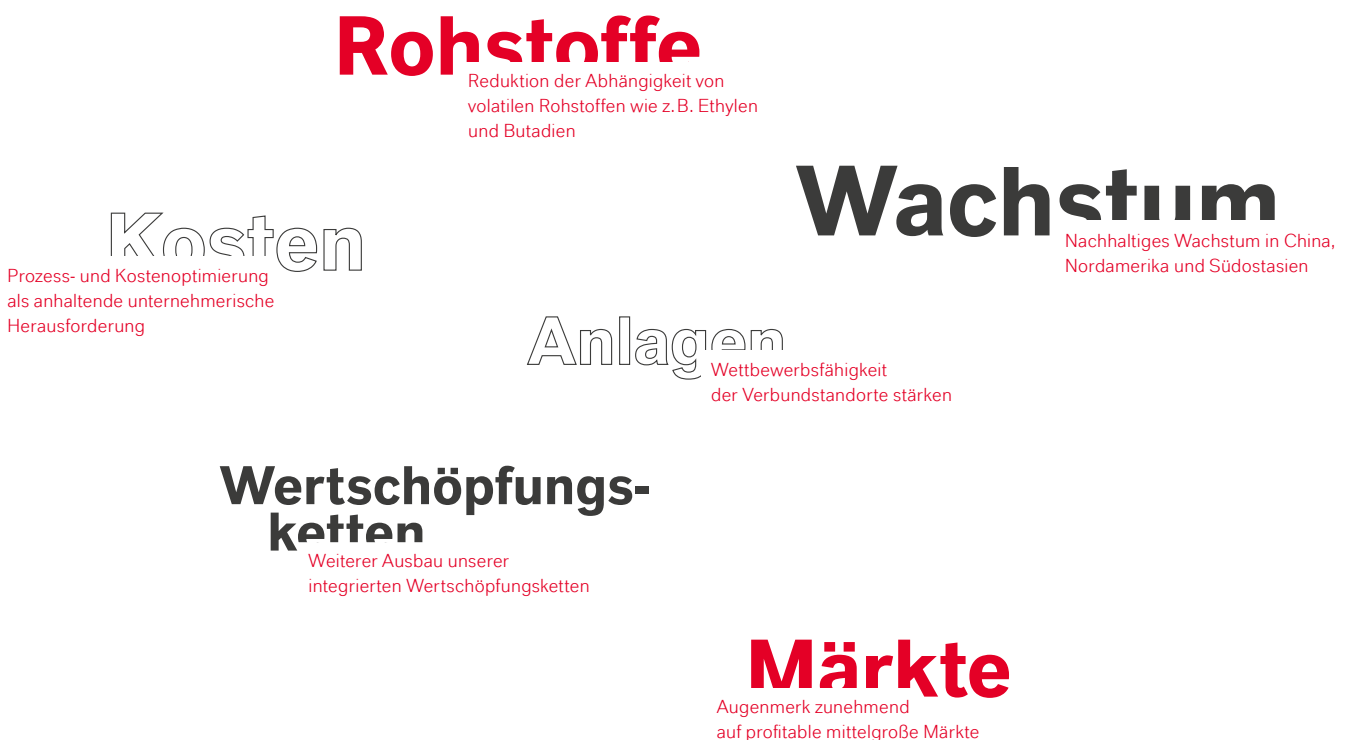 Rohstoffe
Reduktion der Abhängigkeit von
volatilen Rohstoffen wie z. B. Ethylen
und Butadien
Wachstum
Nachhaltiges Wachstum in China,
Nordamerika und Südostasien
Kosten
Prozess- und Kostenoptimierung
als anhaltende unternehmerische
Herausforderung
Anlagen
Wettbewerbsfähigkeit
der Verbundstandorte stärken
Wertschöpfungs-
ketten
Weiterer Ausbau unserer
integrierten Wertschöpfungsketten
Märkte
Augenmerk zunehmend
auf profitable mittelgroße Märkte